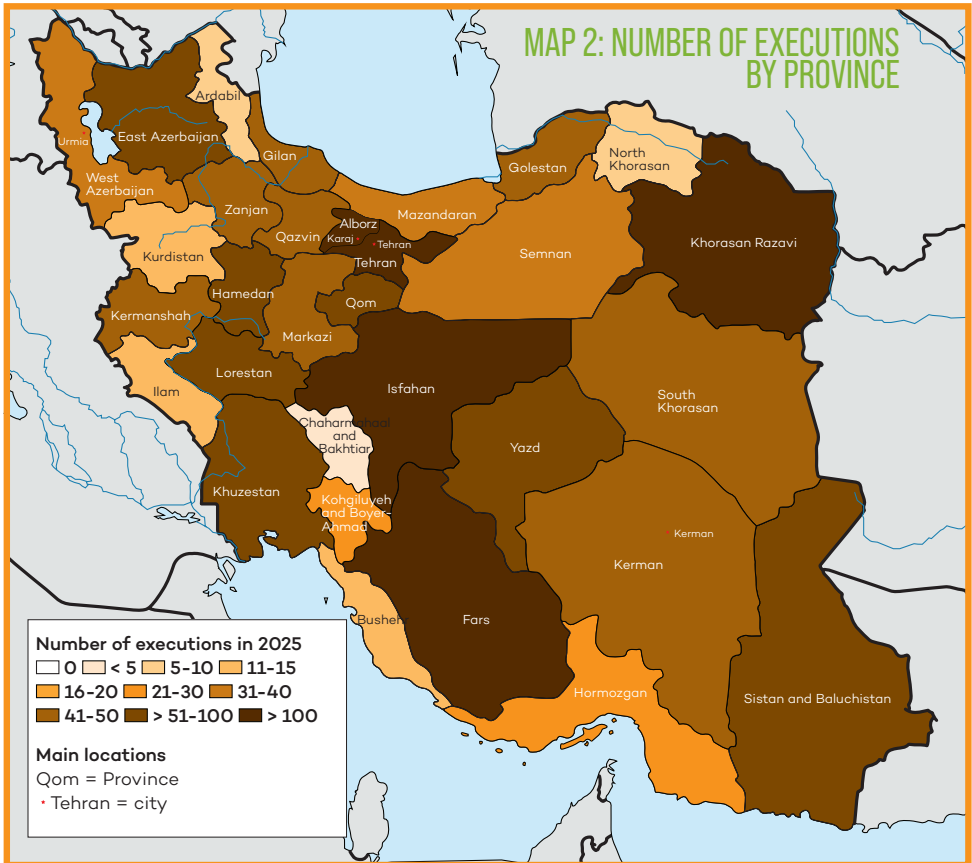 MAP 2: NUMBER OF EXECUTIONS
BY PROVINCE
Ardabil
East Azerbaijan
Urmia
Gilan
West
Azerbaijan
Golestan
North
Khorasan
Zanjan
Mazandaran
Qazvin
Alborz
Karaj
Tehran
Tehran
Khorasan Razavi
Kurdistan
Semnan
Hamedan
Qom
Kermanshah
Markazi
Lorestan
Ilam
Isfahan
South
Khorasan
Chaharmahaal
and
Bakhtiar
Yazd
Khuzestan
Kohgiluyeh
and Boyer-
Ahmad
Kerman
Kerman
Bushehr
Fars
Hormozgan
Sistan and Baluchistan
Number of executions in 2025
0 < 5 5-10 11-15
16-20 21-30 31-40
41-50 > 51-100 > 100
Main locations
Qom = Province
Tehran = city